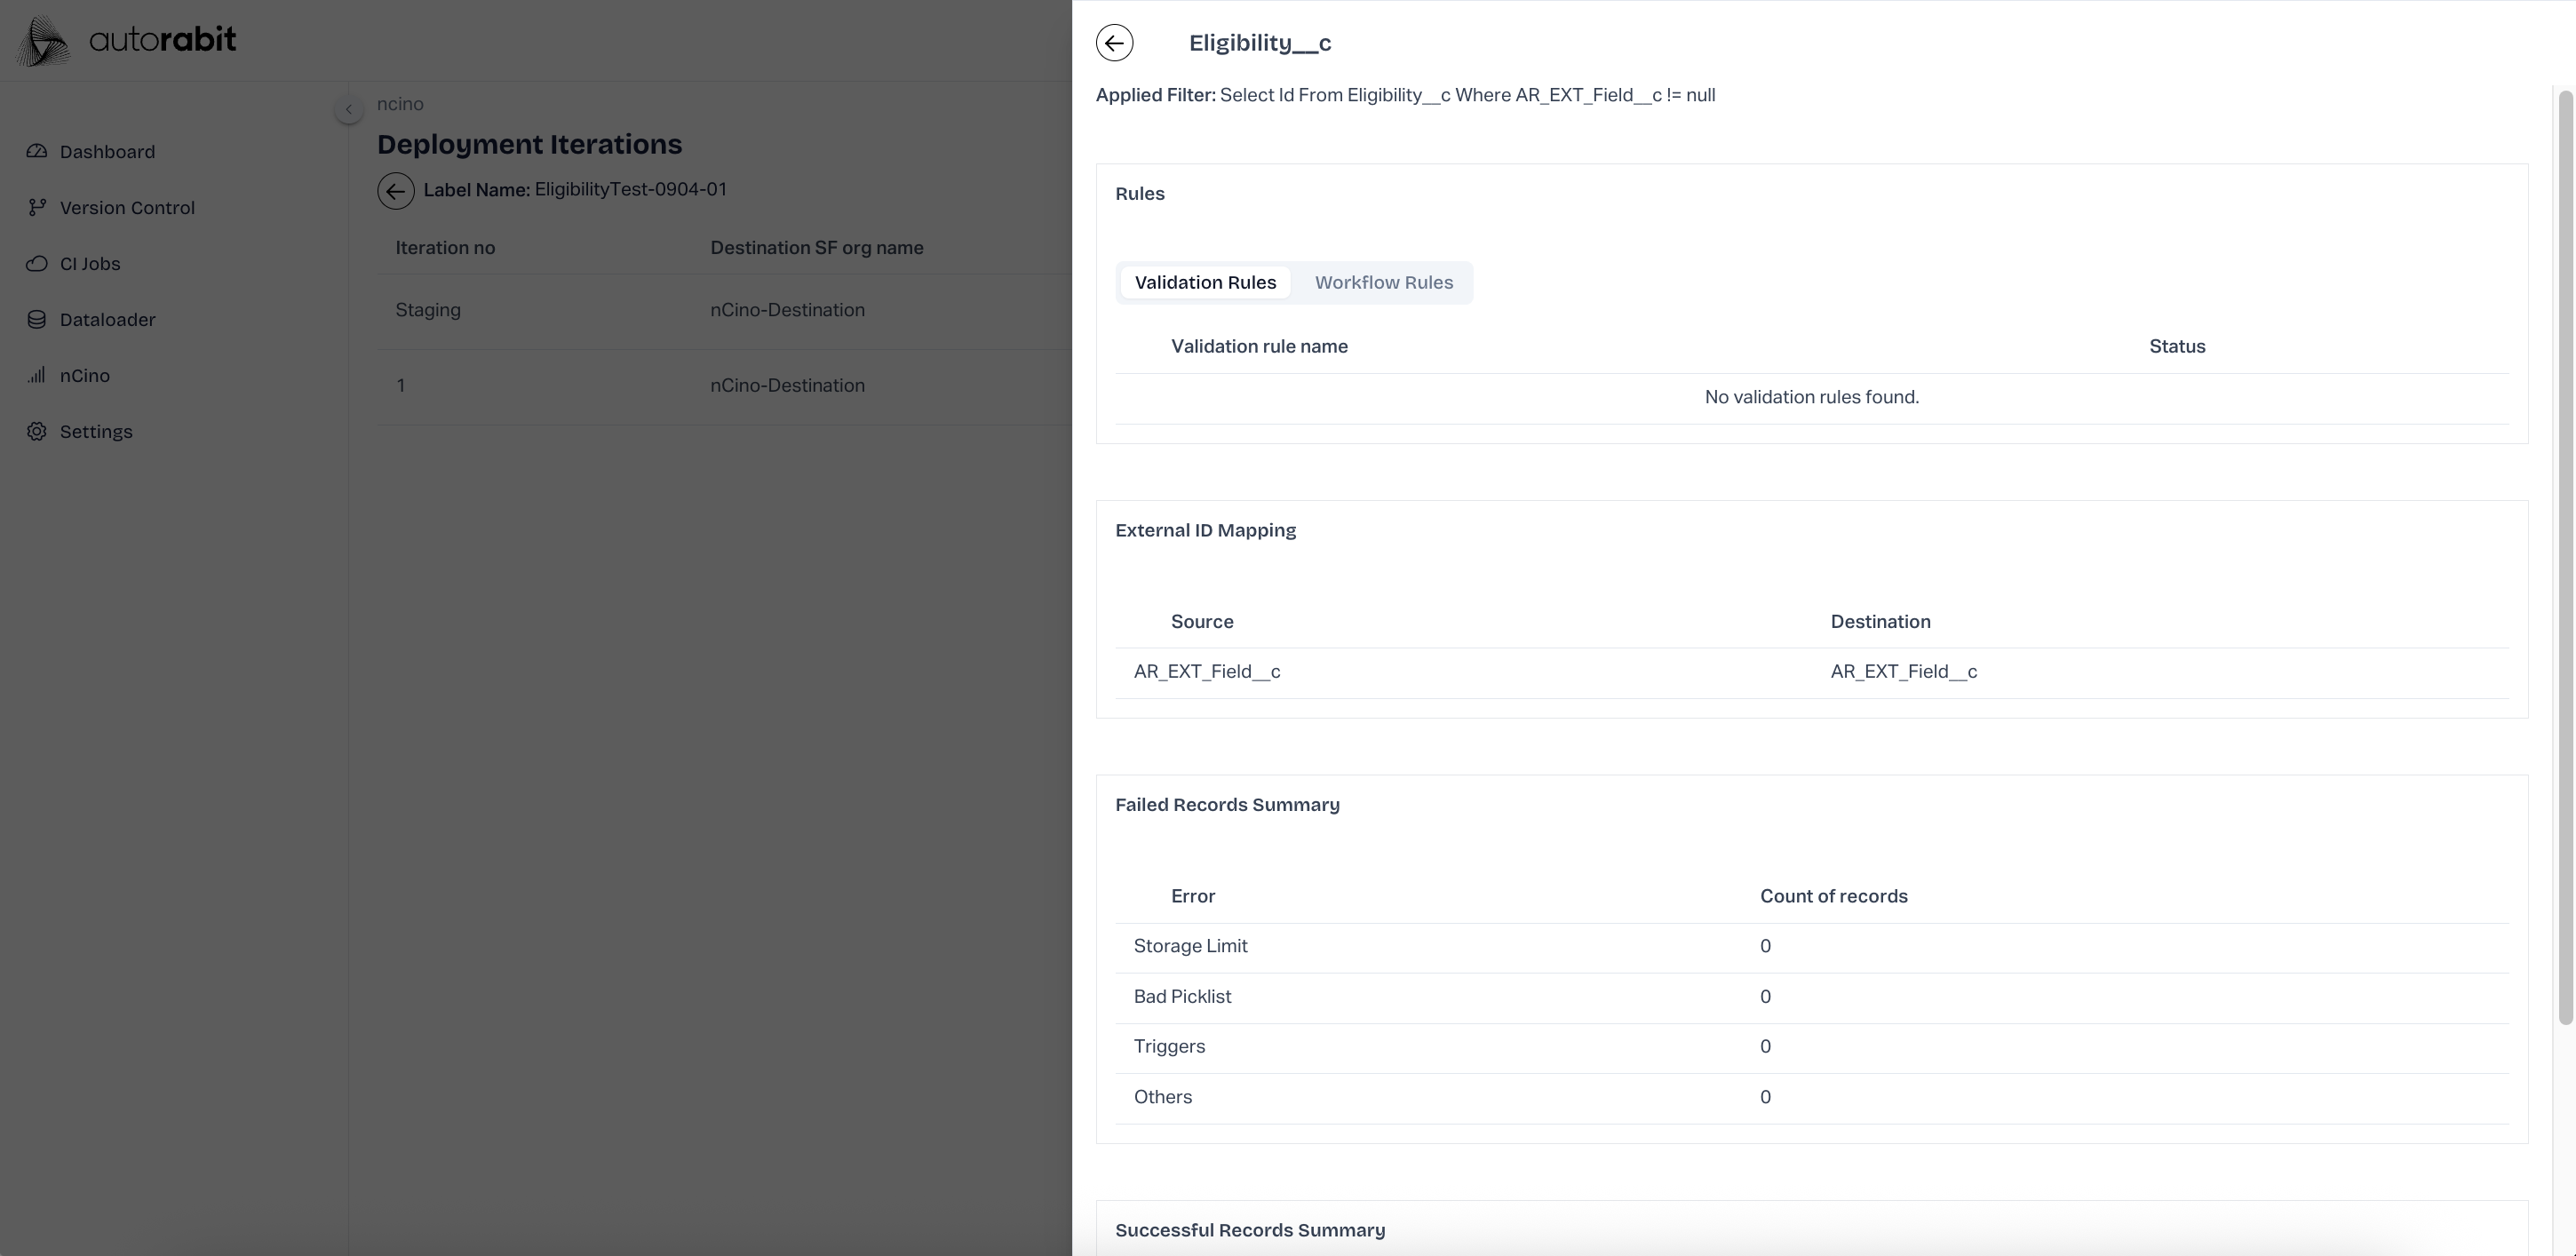 autorabit
Dashboard
Version Control
CI Jobs
Dataloader
nCino
Settings
ncino
Deployment Iterations
Label Name: EligibilityTest-0904-01
Iteration no Destination SF org name
Staging nCino-Destination
1 nCino-Destination
Eligibility__c
Applied Filter: Select Id From Eligibility__c Where AR_EXT_Field__c != null
Rules
Validation Rules Workflow Rules
Validation rule name Status
No validation rules found.
External ID Mapping
Source Destination
AR_EXT_Field__c AR_EXT_Field__c
Failed Records Summary
Error Count of records
Storage Limit 0
Bad Picklist 0
Triggers 0
Others 0
Successful Records Summary